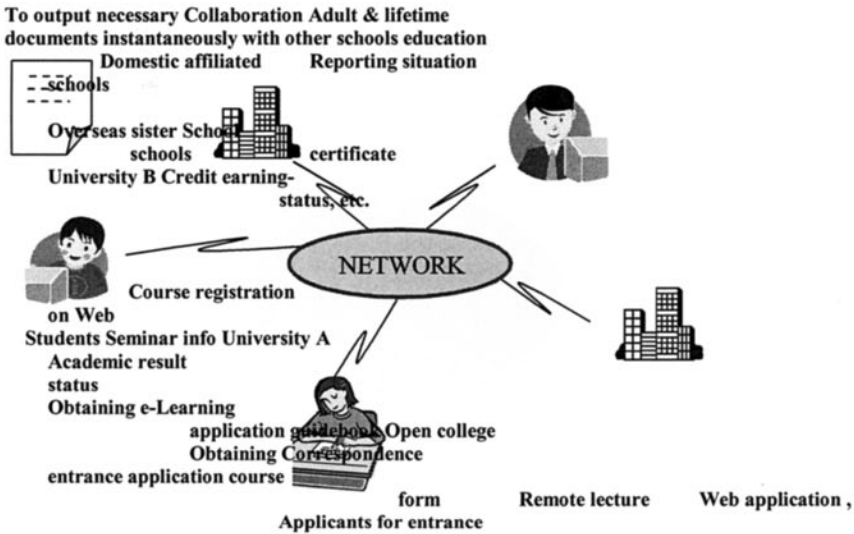 To output necessary Collaboration Adult & lifetime
documents instantaneously with other schools education
Domestic affiliated Reporting situation
schools
Overseas sister School
schools certificate
University B Credit earning-
status, etc.
NETWORK
Course registration
on Web
Students Seminar info University A
Academic result
status
Obtaining e-Learning
application guidebook Open college
Obtaining Correspondence
entrance application course
form Remote lecture Web application ,
Applicants for entrance